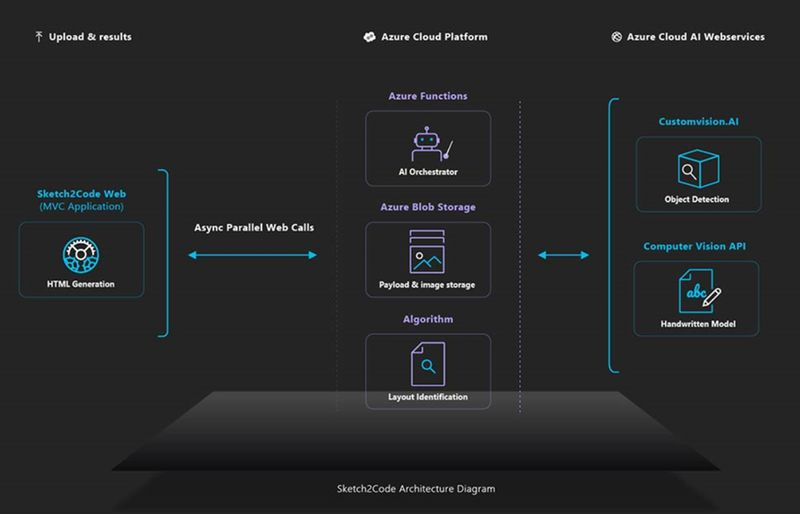 Upload & results
Azure Cloud Platform
Azure Cloud AI Webservices
Sketch2Code Web
(MVC Application)
HTML Generation
Async Parallel Web Calls
Azure Functions
AI Orchestrator
Azure Blob Storage
Payload & image storage
Algorithm
Layout Identification
Customvision.AI
Object Detection
Computer Vision API
abc
Handwritten Model
Sketch2Code Architecture Diagram